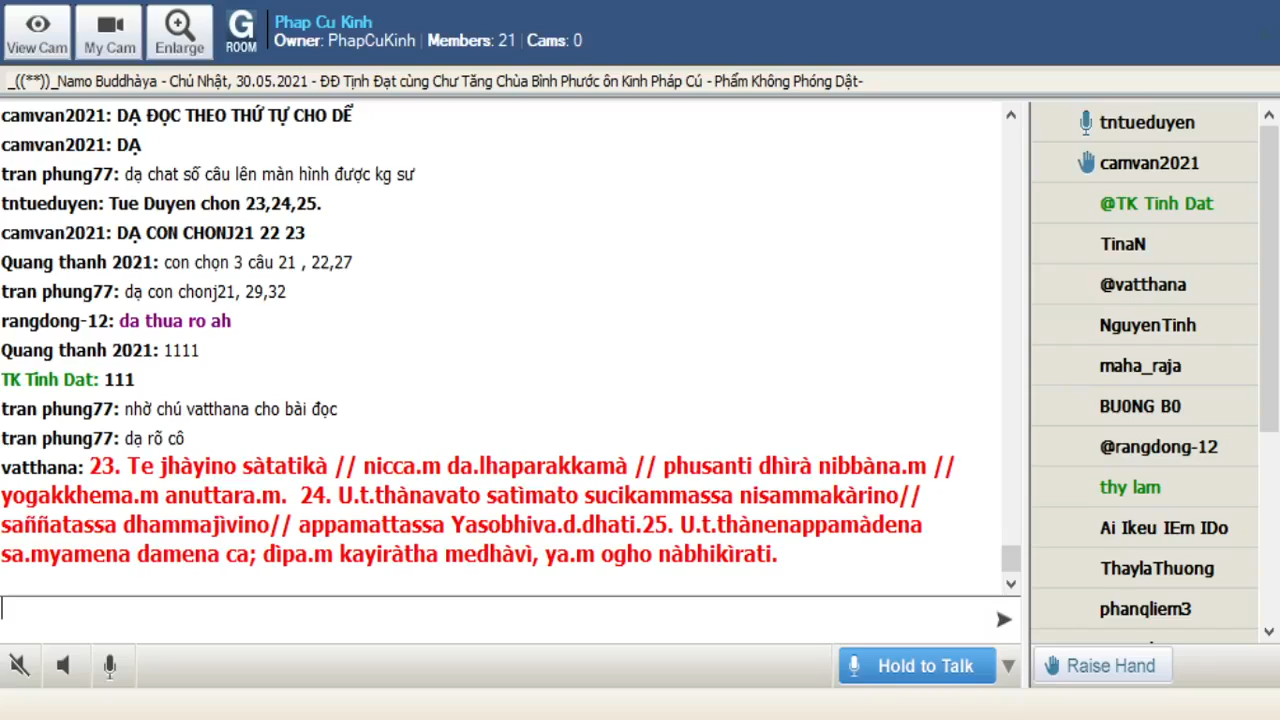 View Cam
My Cam
Enlarge
G
ROOM
Phap Cu Kinh
Owner: PhapCuKinh | Members: 21 | Cams: 0
_((**))_Namo Buddhàya - Chủ Nhật, 30.05.2021 - ĐĐ Tịnh Đạt cùng Chư Tăng Chùa Bình Phước ôn Kinh Pháp Cú - Phẩm Không Phóng Dật-
camvan2021: DẠ ĐỌC THEO THỨ TỰ CHO DỂ
camvan2021: DẠ
tran phung77: dạ chat số câu lên màn hình được kg sư
tntueduyen: Tue Duyen chon 23,24,25.
camvan2021: DẠ CON CHONJ21 22 23
Quang thanh 2021: con chọn 3 câu 21 , 22,27
tran phung77: dạ con chonj21, 29,32
rangdong-12: da thua ro ah
Quang thanh 2021: 1111
TK Tinh Dat: 111
tran phung77: nhờ chú vatthana cho bài đọc
tran phung77: dạ rõ cô
vatthana: 23. Te jhàyino sàtatikà // nicca.m da.lhaparakkamà // phusanti dhìrà nibbàna.m //
yogakkhema.m anuttara.m. 24. U.t.thànavato satìmato sucikammassa nisammakàrino//
saññatassa dhammajìvino// appamattassa Yasobhiva.d.dhati.25. U.t.thànenappamàdena
sa.myamena damena ca; dìpa.m kayiràtha medhàvì, ya.m ogho nàbhikìrati.
tntueduyen
camvan2021
@TK Tinh Dat
TinaN
@vatthana
NguyenTinh
maha_raja
BU0NG B0
@rangdong-12
thy lam
Ai Ikeu IEm IDo
ThaylaThuong
phanqliem3
Hold to Talk
Raise Hand